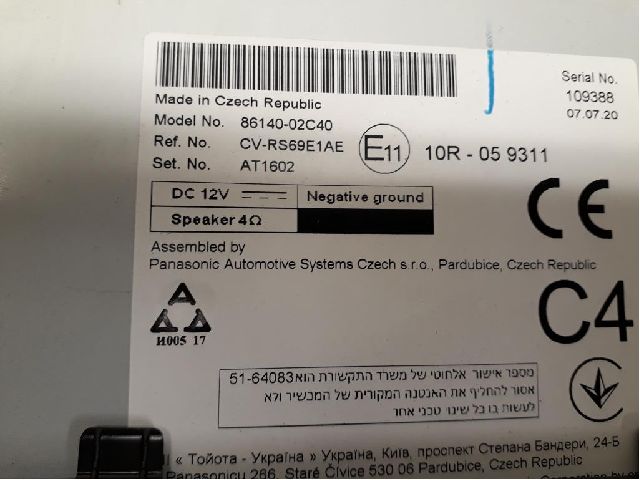 Serial No.
109388
07.07.20
Made in Czech Republic
Model No. 86140-02C40
Ref. No. CV-RS69E1AE
Set. No. AT1602
E11 10R - 05 9311
DC 12V Negative ground
Speaker 4Ω
CE
Assembled by
Panasonic Automotive Systems Czech s.r.o., Pardubice, Czech Republic
C4
И005 17
מספר אישור אלחוטי של משרד התקשורת הוא 51-64083
אסור להחליף את האנטנה המקורית של המכשיר ולא
לעשות בו כל שינוי טכני אחר
« Тойота - Україна » Україна, Київ, проспект Степана Бандери, 24-Б
Panasonicu 266, Staré Čívice 530 06 Pardubice, Czech Republic